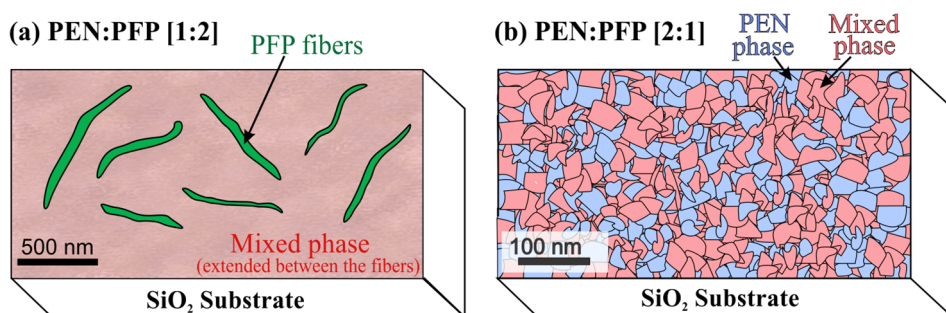 (a) PEN:PFP [1:2]
PFP fibers
500 nm
Mixed phase
(extended between the fibers)
SiO₂ Substrate
(b) PEN:PFP [2:1]
PEN
phase
Mixed
phase
100 nm
SiO₂ Substrate